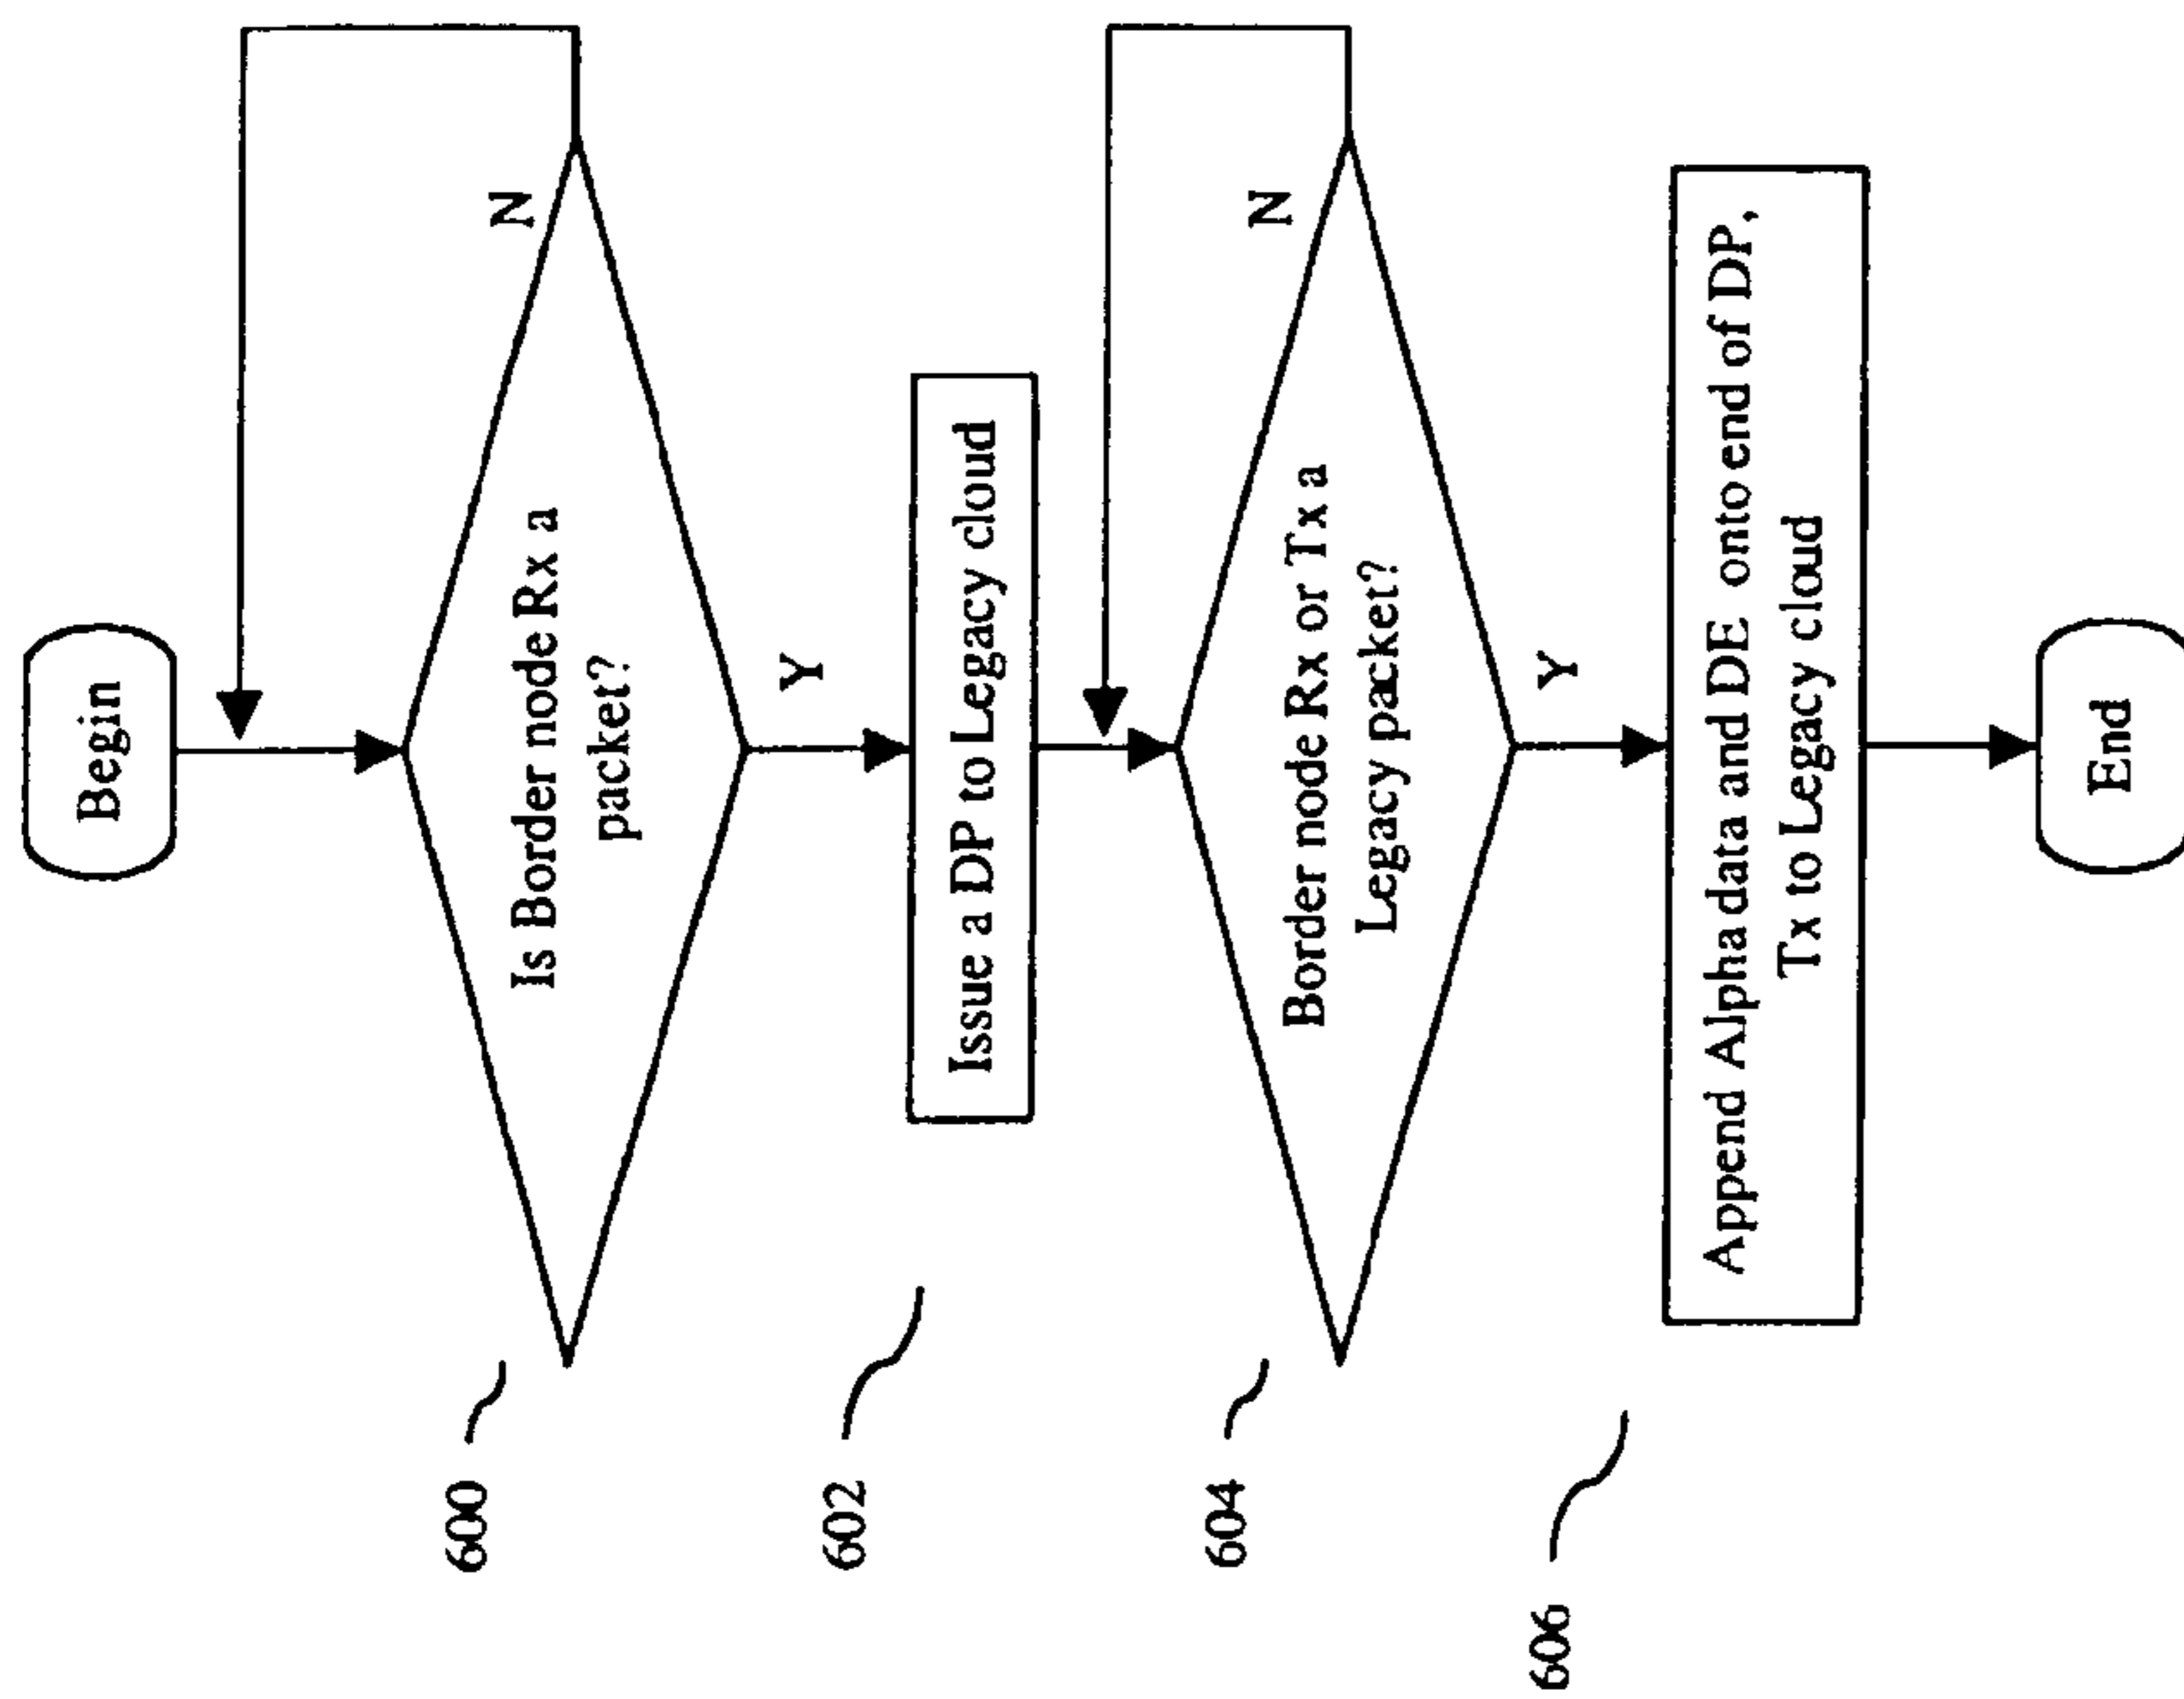 Begin
600
Is Border node Rx a
packet?
N
Y
602
Issue a DP to Legacy cloud
604
Border node Rx or Tx a
Legacy packet?
N
Y
606
Append Alpha data and DE onto end of DP,
Tx to Legacy cloud
End